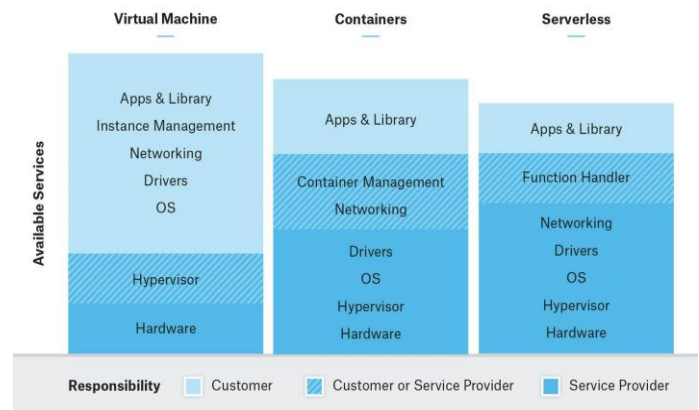 Virtual Machine
Containers
Serverless
Available Services
Apps & Library
Instance Management
Networking
Drivers
OS
Hypervisor
Hardware
Apps & Library
Container Management
Networking
Drivers
OS
Hypervisor
Hardware
Apps & Library
Function Handler
Networking
Drivers
OS
Hypervisor
Hardware
Responsibility
Customer
Customer or Service Provider
Service Provider